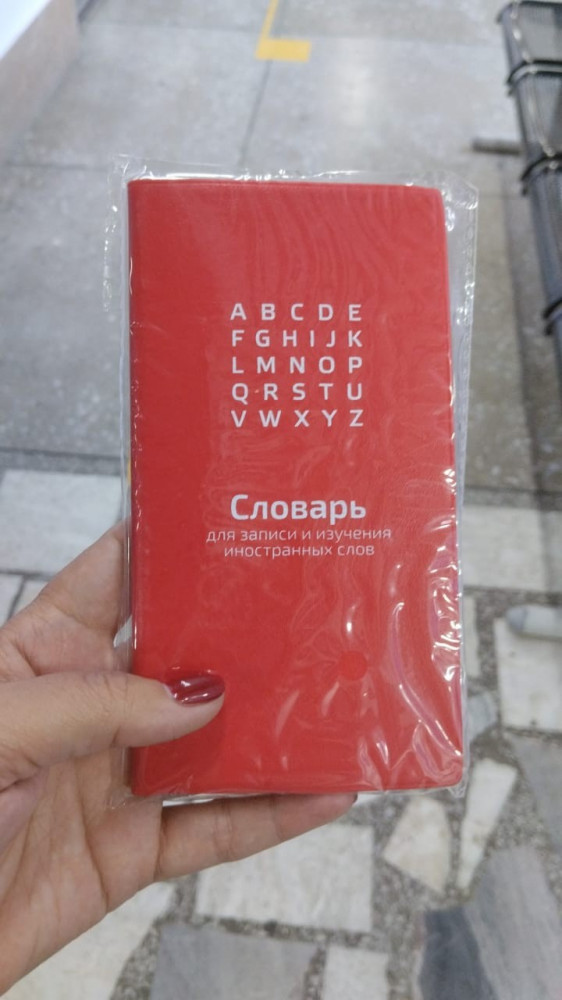 A B C D E
F G H I J K
L M N O P
Q R S T U
V W X Y Z
Словарь
для записи и изучения
иностранных слов